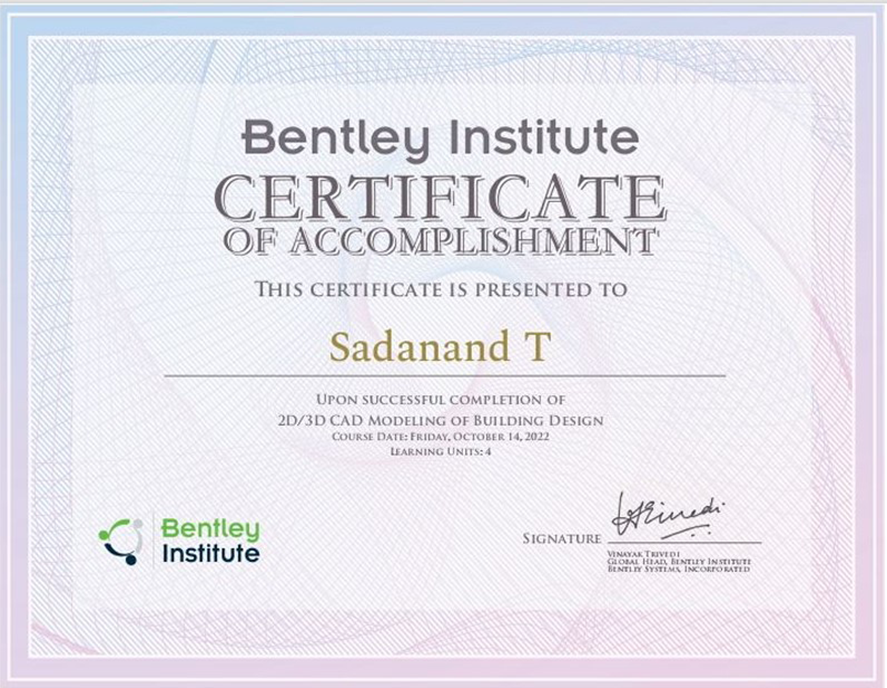 Bentley Institute
CERTIFICATE
OF ACCOMPLISHMENT
THIS CERTIFICATE IS PRESENTED TO
Sadanand T
UPON SUCCESSFUL COMPLETION OF
2D/3D CAD MODELING OF BUILDING DESIGN
COURSE DATE: FRIDAY, OCTOBER 14, 2022
LEARNING UNITS: 4
Bentley
Institute
SIGNATURE
VINAYAK TRIVEDI
GLOBAL HEAD, BENTLEY INSTITUTE
BENTLEY SYSTEMS, INCORPORATED